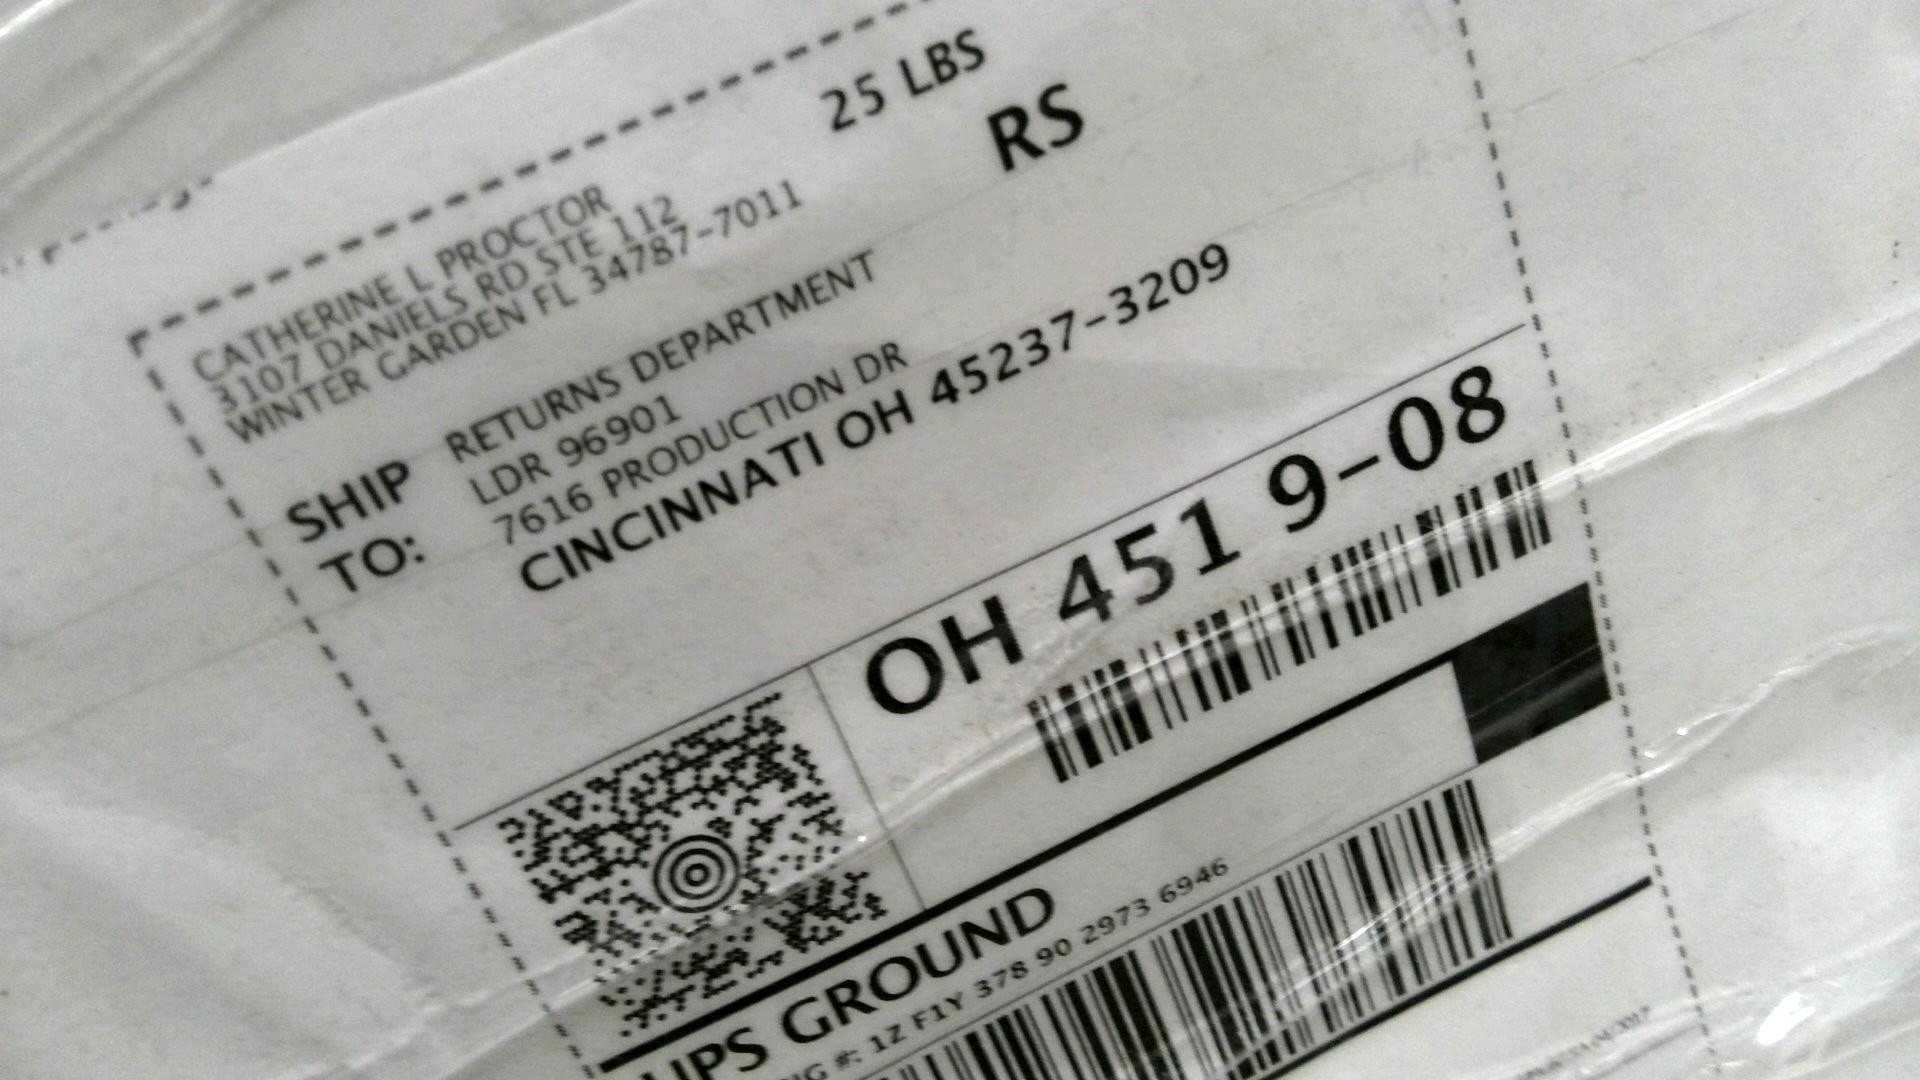 25 LBS
RS
CATHERINE L PROCTOR
3107 DANIELS RD STE 112
WINTER GARDEN FL 34787-7011
SHIP
TO:
RETURNS DEPARTMENT
LDR 96901
7616 PRODUCTION DR
CINCINNATI OH 45237-3209
OH 451 9-08
UPS GROUND
#: 1Z F1Y 378 90 2973 6946